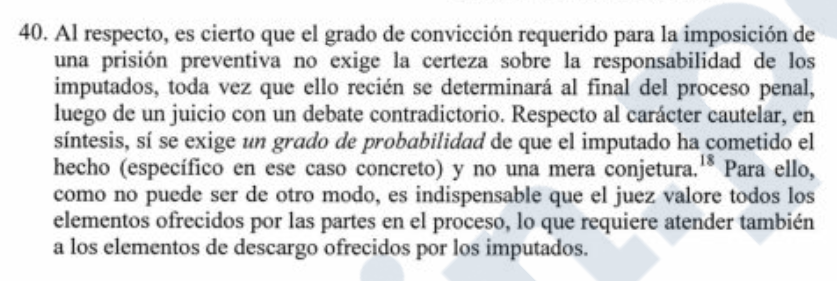 40. Al respecto, es cierto que el grado de convicción requerido para la imposición de
una prisión preventiva no exige la certeza sobre la responsabilidad de los
imputados, toda vez que ello recién se determinará al final del proceso penal,
luego de un juicio con un debate contradictorio. Respecto al carácter cautelar, en
síntesis, sí se exige un grado de probabilidad de que el imputado ha cometido el
hecho (específico en ese caso concreto) y no una mera conjetura.18 Para ello,
como no puede ser de otro modo, es indispensable que el juez valore todos los
elementos ofrecidos por las partes en el proceso, lo que requiere atender también
a los elementos de descargo ofrecidos por los imputados.